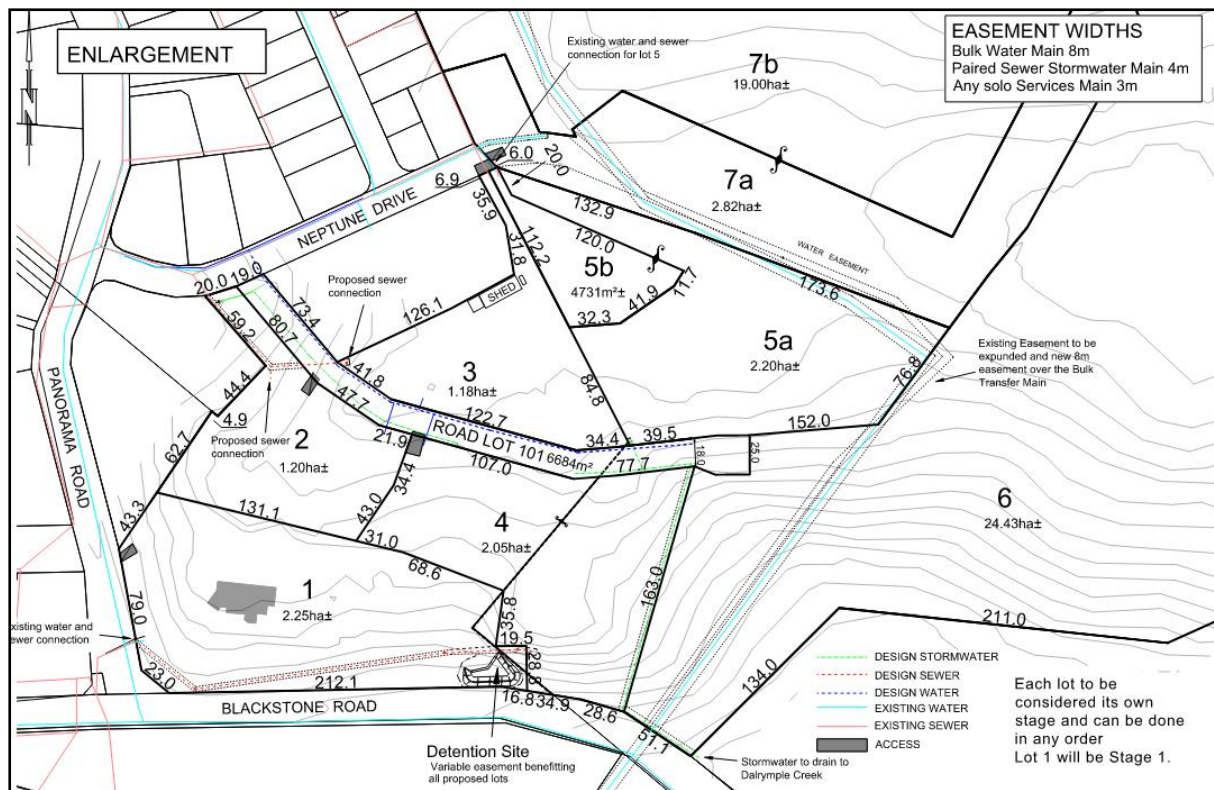 ENLARGEMENT
Existing water and sewer
connection for lot 5
EASEMENT WIDTHS
Bulk Water Main 8m
Paired Sewer Stormwater Main 4m
Any solo Services Main 3m
7b
19.00ha±
7a
2.82ha±
6.0
20.0
6.9
35.9
132.9
NEPTUNE DRIVE
112.2
31.8
120.0
5b
4731m²±
11.7
41.9
32.3
WATER EASEMENT
173.6
20.0
19.0
Proposed sewer
connection
SHED
126.1
73.4
80.7
59.2
5a
2.20ha±
Existing Easement to be
expunded and new 8m
easement over the Bulk
Transfer Main
76.8
PANORAMA ROAD
44.4
4.9
41.8
3
1.18ha±
84.8
47.7
122.7
152.0
Proposed sewer
connection
2
1.20ha±
62.7
21.9
ROAD LOT 101
6684m²
34.4
39.5
77.7
18.0
25.0
107.0
34.4
43.0
6
24.43ha±
43.3
131.1
31.0
4
2.05ha±
68.6
163.0
1
2.25ha±
79.0
35.8
19.5
28.8
211.0
134.0
Existing water and
sewer connection
23.0
212.1
16.8
34.9
28.6
51.1
BLACKSTONE ROAD
Detention Site
Variable easement benefitting
all proposed lots
Stormwater to drain to
Dalrymple Creek
DESIGN STORMWATER
DESIGN SEWER
DESIGN WATER
EXISTING WATER
EXISTING SEWER
ACCESS
Each lot to be
considered its own
stage and can be done
in any order
Lot 1 will be Stage 1.